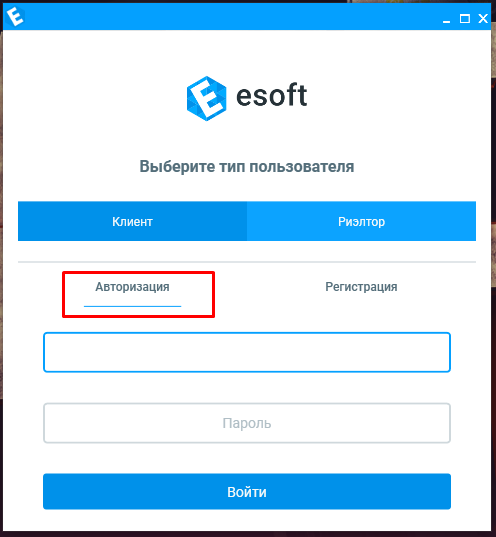 esoft
Выберите тип пользователя
Клиент Риэлтор
Авторизация Регистрация
Пароль
Войти